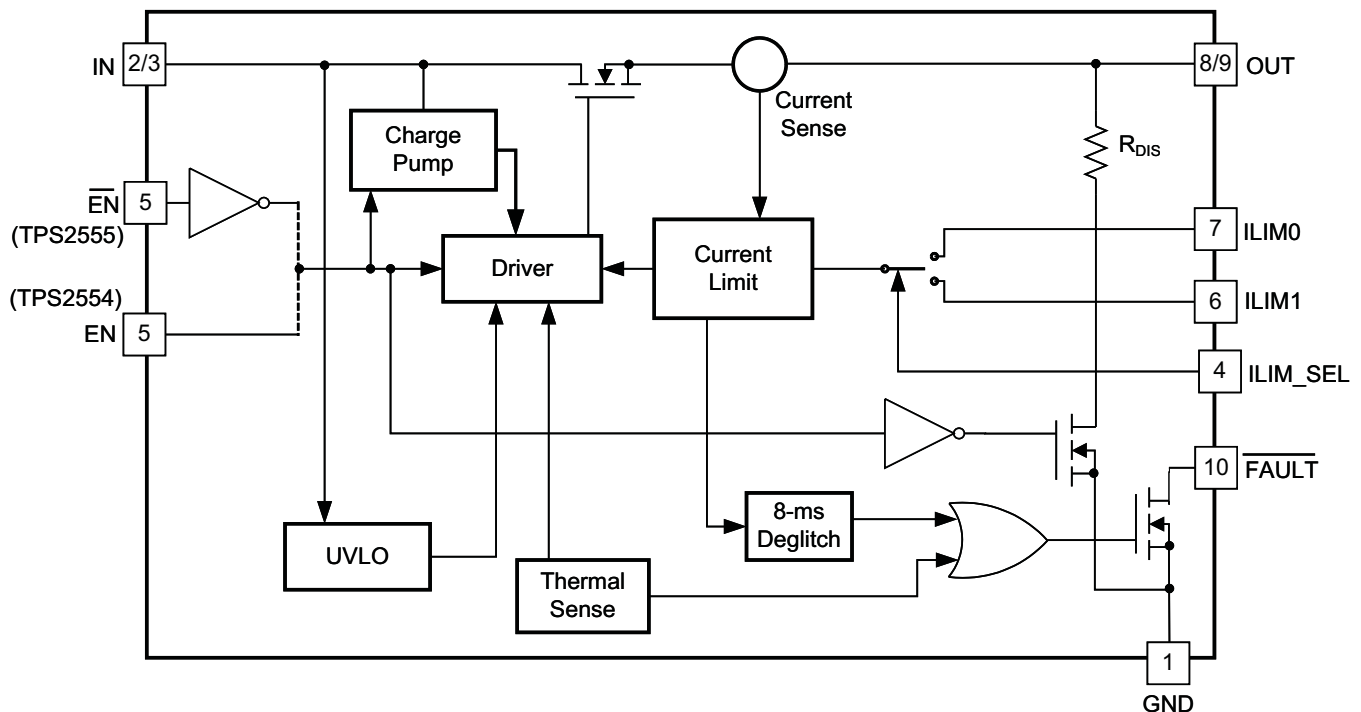 IN
2/3
8/9
OUT
Current
Sense
Charge
Pump
R_DIS
EN̅
5
(TPS2555)
7
ILIM0
Driver
Current
Limit
(TPS2554)
EN
5
6
ILIM1
4
ILIM_SEL
10
F̅A̅U̅L̅T̅
8-ms
Deglitch
UVLO
Thermal
Sense
1
GND